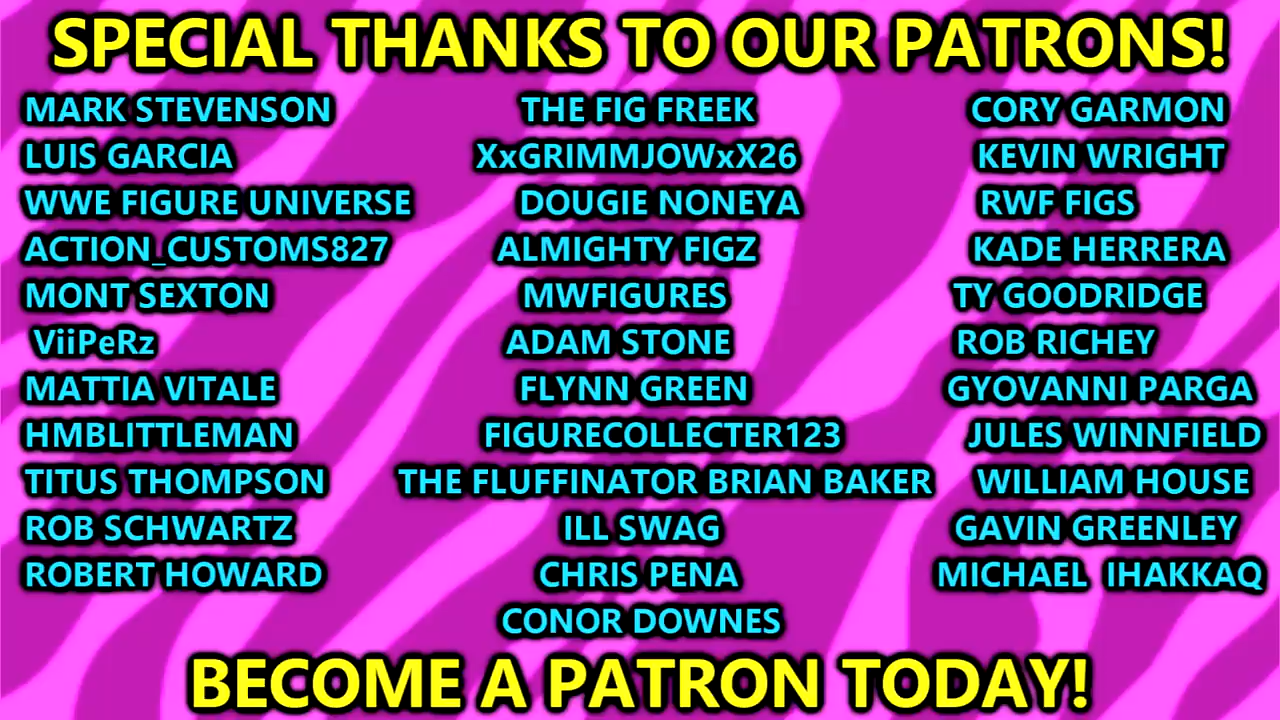 SPECIAL THANKS TO OUR PATRONS!
MARK STEVENSON
LUIS GARCIA
WWE FIGURE UNIVERSE
ACTION_CUSTOMS827
MONT SEXTON
ViiPeRz
MATTIA VITALE
HMBLITTLEMAN
TITUS THOMPSON
ROB SCHWARTZ
ROBERT HOWARD
THE FIG FREEK
XxGRIMMJOWxX26
DOUGIE NONEYA
ALMIGHTY FIGZ
MWFIGURES
ADAM STONE
FLYNN GREEN
FIGURECOLLECTER123
THE FLUFFINATOR BRIAN BAKER
ILL SWAG
CHRIS PENA
CONOR DOWNES
CORY GARMON
KEVIN WRIGHT
RWF FIGS
KADE HERRERA
TY GOODRIDGE
ROB RICHEY
GYOVANNI PARGA
JULES WINNFIELD
WILLIAM HOUSE
GAVIN GREENLEY
MICHAEL IHAKKAQ
BECOME A PATRON TODAY!